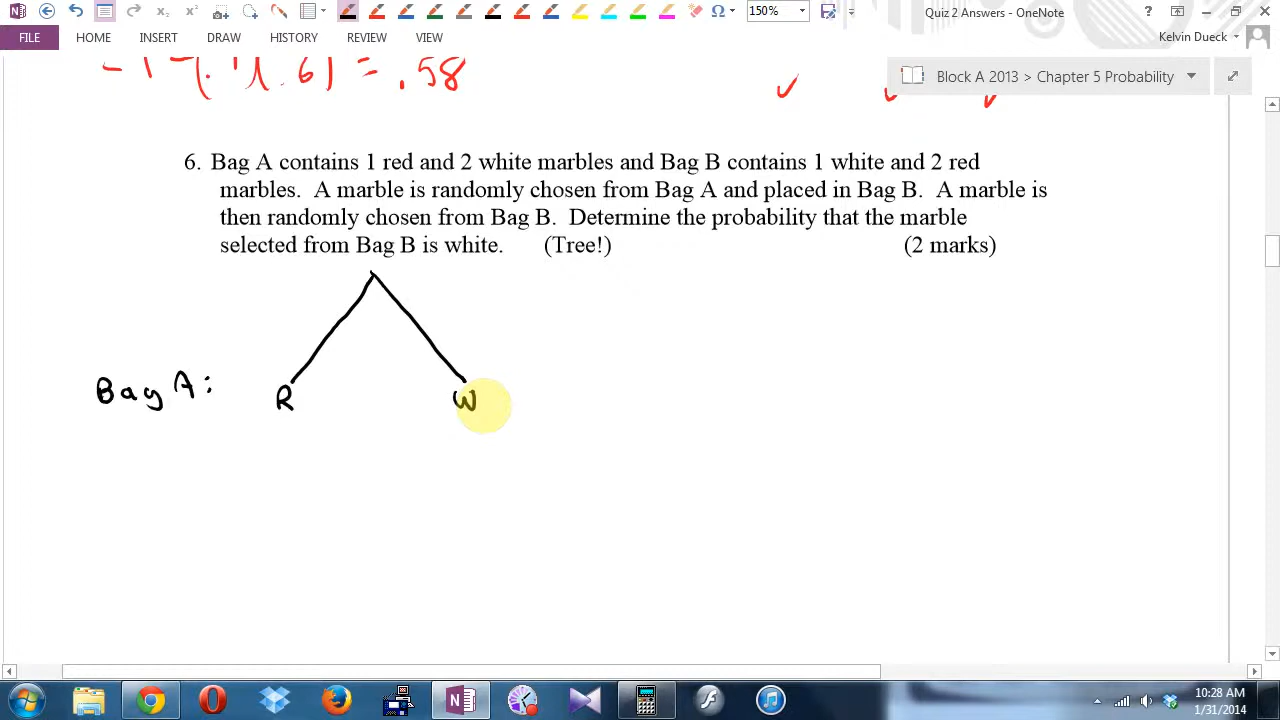 Quiz 2 Answers - OneNote
150%
FILE HOME INSERT DRAW HISTORY REVIEW VIEW
Kelvin Dueck
Block A 2013 > Chapter 5 Probability
= .58
6. Bag A contains 1 red and 2 white marbles and Bag B contains 1 white and 2 red
marbles. A marble is randomly chosen from Bag A and placed in Bag B. A marble is
then randomly chosen from Bag B. Determine the probability that the marble
selected from Bag B is white. (Tree!) (2 marks)
Bag A: R W
10:28 AM
1/31/2014